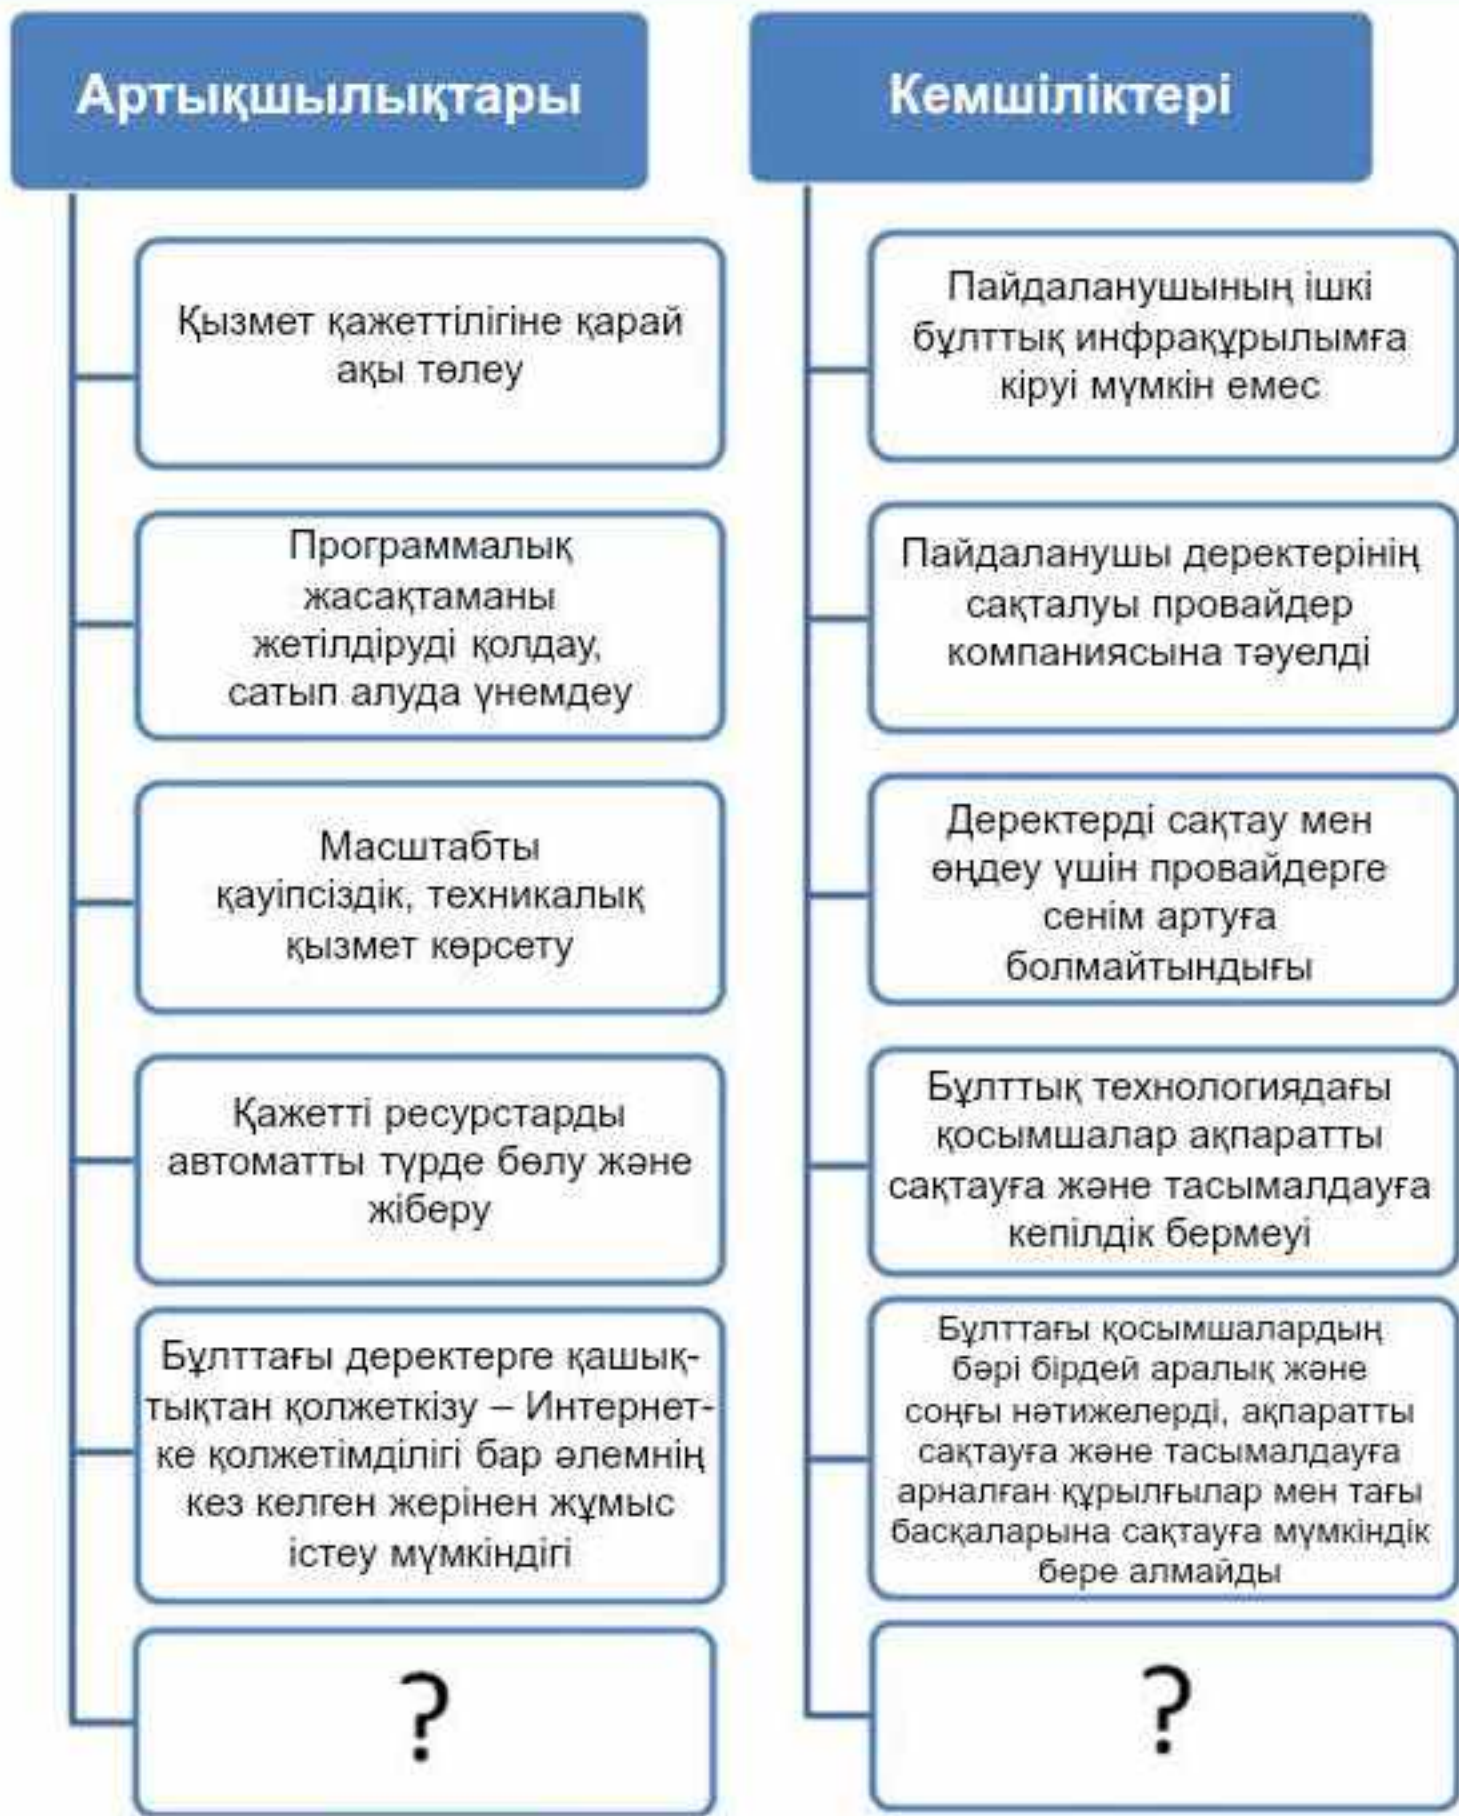 Артықшылықтары
Қызмет қажеттілігіне қарай
ақы төлеу
Программалық
жасақтаманы
жетілдіруді қолдау,
сатып алуда үнемдеу
Масштабты
қауіпсіздік, техникалық
қызмет көрсету
Қажетті ресурстарды
автоматты түрде бөлу және
жіберу
Бұлттағы деректерге қашық-
тықтан қолжеткізу – Интернет-
ке қолжетімділігі бар әлемнің
кез келген жерінен жұмыс
істеу мүмкіндігі
?
Кемшіліктері
Пайдаланушының ішкі
бұлттық инфрақұрылымға
кіруі мүмкін емес
Пайдаланушы деректерінің
сақталуы провайдер
компаниясына тәуелді
Деректерді сақтау мен
өңдеу үшін провайдерге
сенім артуға
болмайтындығы
Бұлттық технологиядағы
қосымшалар ақпаратты
сақтауға және тасымалдауға
кепілдік бермеуі
Бұлттағы қосымшалардың
бәрі бірдей аралық және
соңғы нәтижелерді, ақпаратты
сақтауға және тасымалдауға
арналған құрылғылар мен тағы
басқаларына сақтауға мүмкіндік
бере алмайды
?